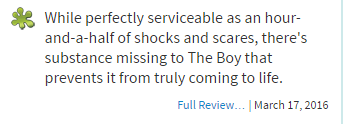 While perfectly serviceable as an hour-
and-a-half of shocks and scares, there's
substance missing to The Boy that
prevents it from truly coming to life.
Full Review... | March 17, 2016